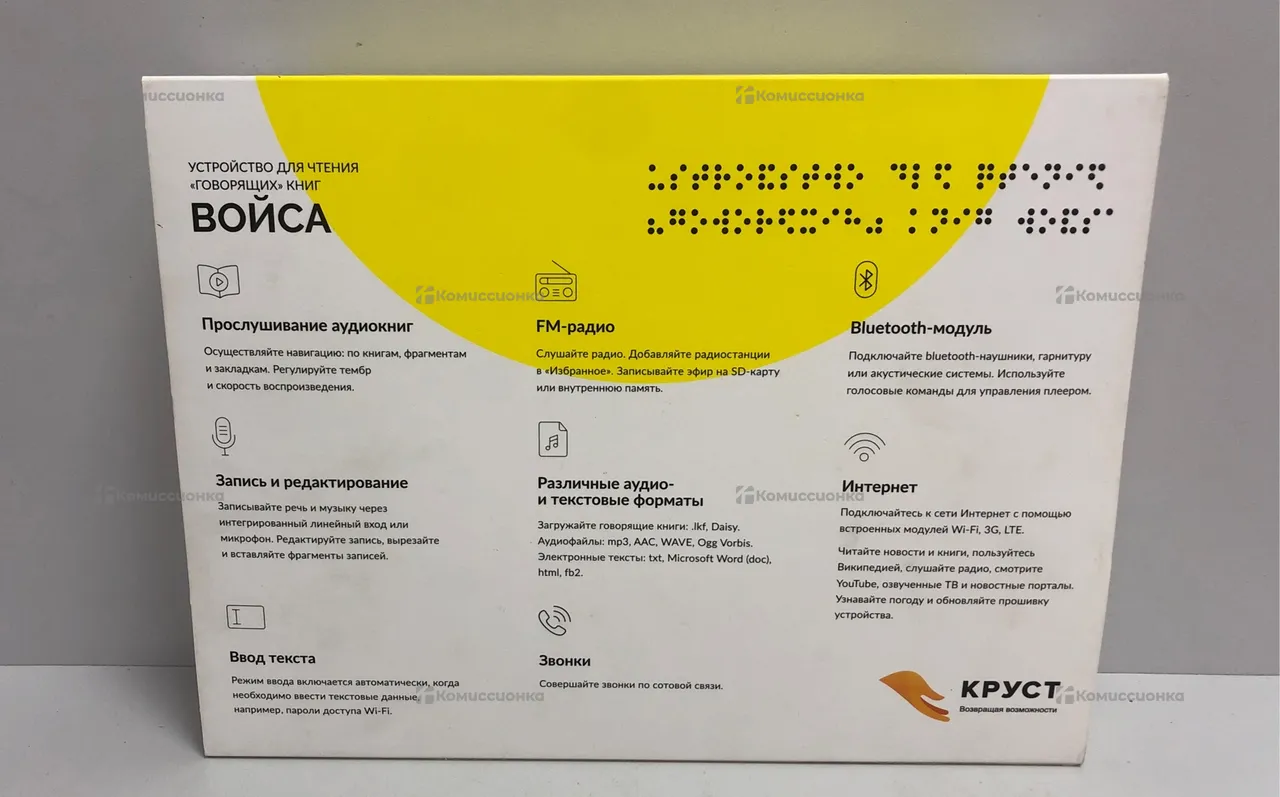 УСТРОЙСТВО ДЛЯ ЧТЕНИЯ
«ГОВОРЯЩИХ» КНИГ
ВОЙСА
Прослушивание аудиокниг
Осуществляйте навигацию: по книгам, фрагментам
и закладкам. Регулируйте тембр
и скорость воспроизведения.
FM-радио
Слушайте радио. Добавляйте радиостанции
в «Избранное». Записывайте эфир на SD-карту
или внутреннюю память.
Bluetooth-модуль
Подключайте bluetooth-наушники, гарнитуру
или акустические системы. Используйте
голосовые команды для управления плеером.
Запись и редактирование
Записывайте речь и музыку через
интегрированный линейный вход или
микрофон. Редактируйте запись, вырезайте
и вставляйте фрагменты записей.
Различные аудио-
и текстовые форматы
Загружайте говорящие книги: .lkf, Daisy.
Аудиофайлы: mp3, AAC, WAVE, Ogg Vorbis.
Электронные тексты: txt, Microsoft Word (doc),
html, fb2.
Интернет
Подключайтесь к сети Интернет с помощью
встроенных модулей Wi-Fi, 3G, LTE.
Читайте новости и книги, пользуйтесь
Википедией, слушайте радио, смотрите
YouTube, озвученные ТВ и новостные порталы.
Узнавайте погоду и обновляйте прошивку
устройства.
Ввод текста
Режим ввода включается автоматически, когда
необходимо ввести текстовые данные,
например, пароли доступа Wi-Fi.
Звонки
Совершайте звонки по сотовой связи.
КРУСТ
Возвращая возможности
Комиссионка
Комиссионка
Комиссионка
Комиссионка
Комиссионка
Комиссионка
Комиссионка